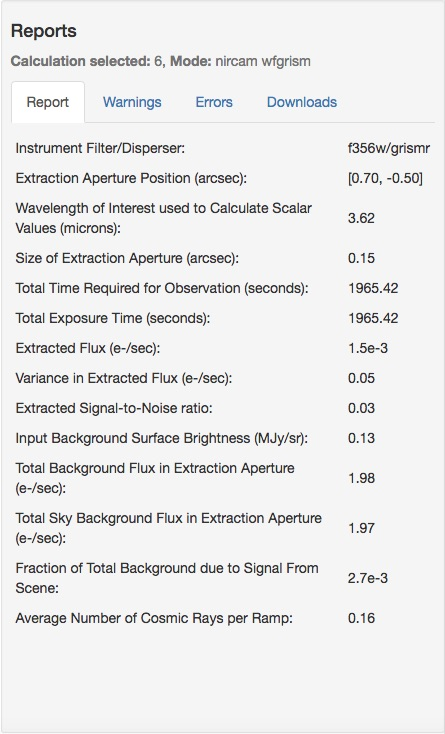 Reports
Calculation selected: 6, Mode: nircam wfgrism
Report Warnings Errors Downloads
Instrument Filter/Disperser: f356w/grismr
Extraction Aperture Position (arcsec): [0.70, -0.50]
Wavelength of Interest used to Calculate Scalar
Values (microns): 3.62
Size of Extraction Aperture (arcsec): 0.15
Total Time Required for Observation (seconds): 1965.42
Total Exposure Time (seconds): 1965.42
Extracted Flux (e-/sec): 1.5e-3
Variance in Extracted Flux (e-/sec): 0.05
Extracted Signal-to-Noise ratio: 0.03
Input Background Surface Brightness (MJy/sr): 0.13
Total Background Flux in Extraction Aperture
(e-/sec): 1.98
Total Sky Background Flux in Extraction Aperture
(e-/sec): 1.97
Fraction of Total Background due to Signal From
Scene: 2.7e-3
Average Number of Cosmic Rays per Ramp: 0.16